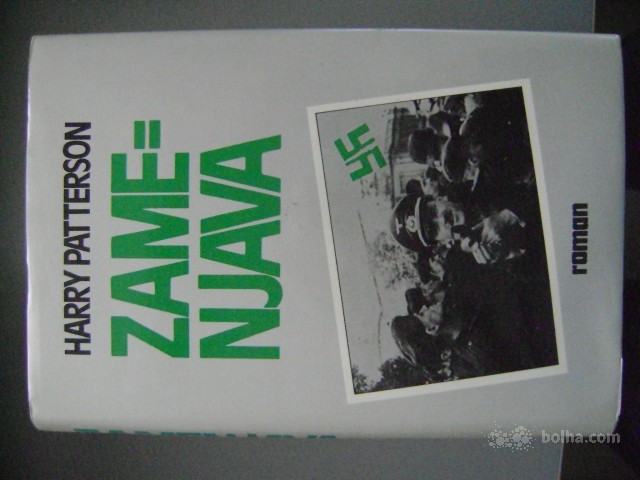 HARRY PATTERSON
ZAME=
NJAVA
roman
bolha.com